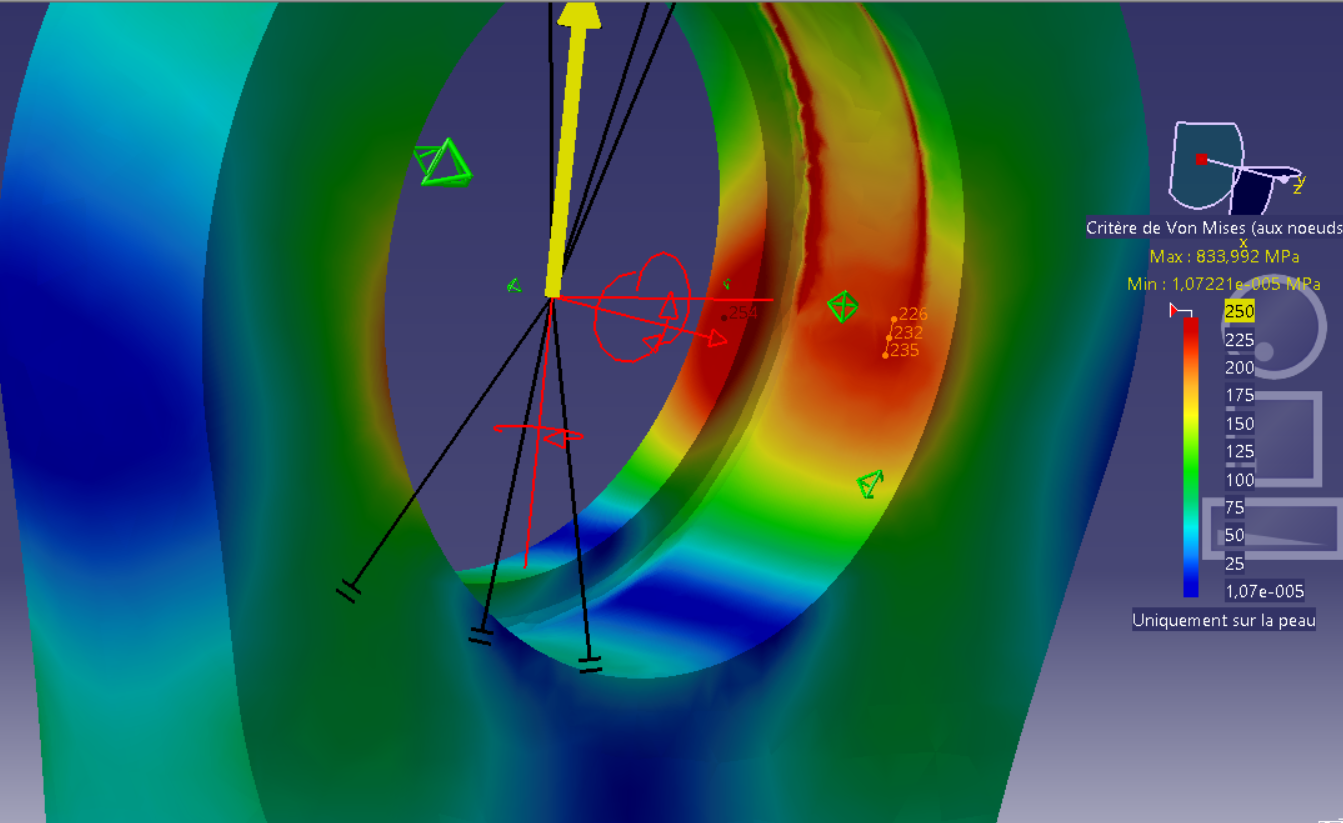 y
z
Critère de Von Mises (aux noeuds
x
Max : 833,992 MPa
Min : 1,07221e-005 MPa
250
225
200
175
150
125
100
75
50
25
1,07e-005
Uniquement sur la peau
254
226
232
235